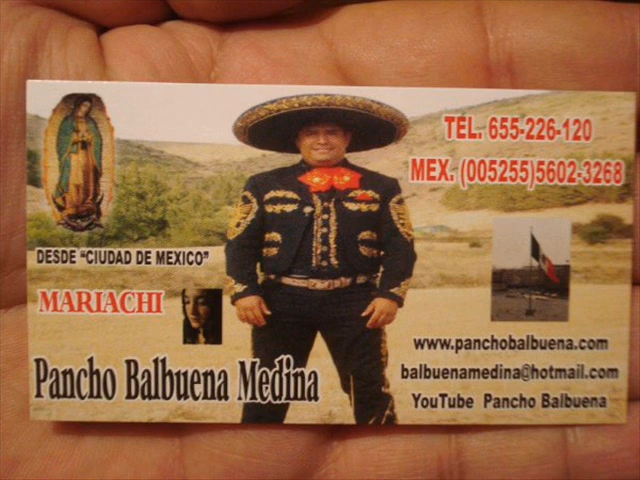 TÉL. 655-226-120
MEX. (005255)5602-3268
DESDE "CIUDAD DE MEXICO"
MARIACHI
Pancho Balbuena Medina
www.panchobalbuena.com
balbuenamedina@hotmail.com
YouTube Pancho Balbuena